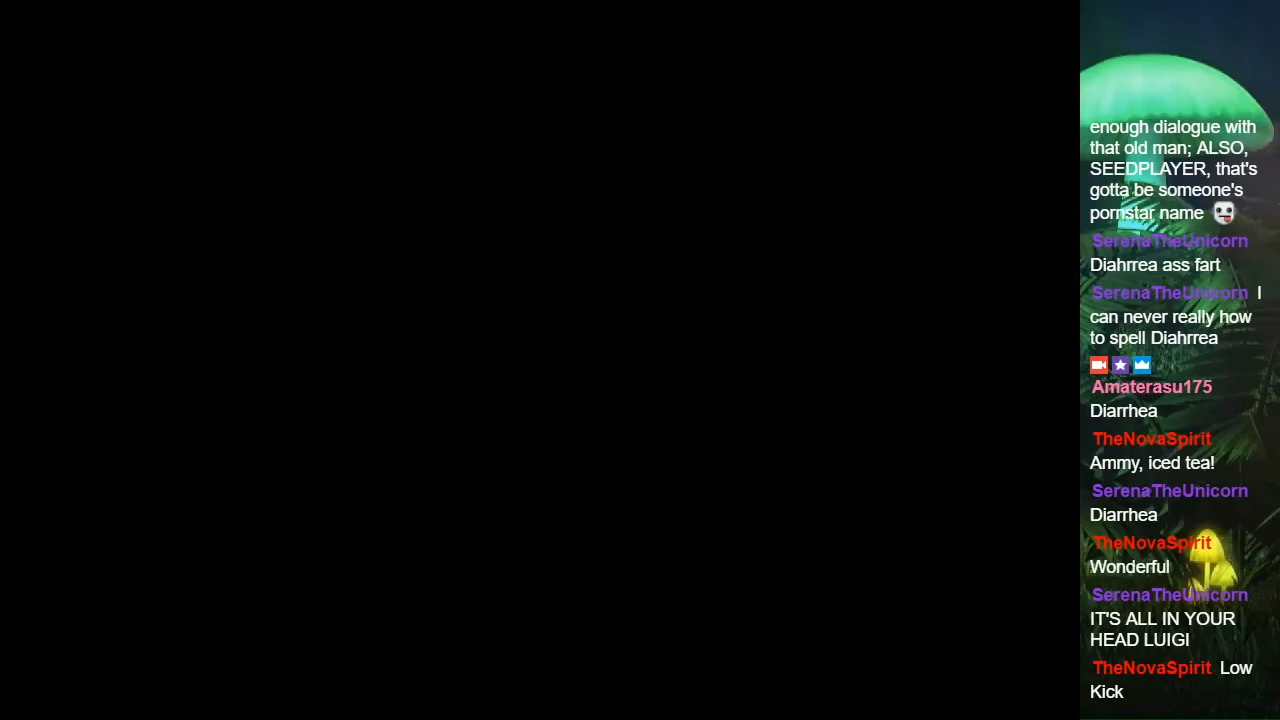 enough dialogue with
that old man; ALSO,
SEEDPLAYER, that's
gotta be someone's
pornstar name
SerenaTheUnicorn
Diahrrea ass fart
SerenaTheUnicorn I
can never really how
to spell Diahrrea
Amaterasu175
Diarrhea
TheNovaSpirit
Ammy, iced tea!
SerenaTheUnicorn
Diarrhea
TheNovaSpirit
Wonderful
SerenaTheUnicorn
IT'S ALL IN YOUR
HEAD LUIGI
TheNovaSpirit Low
Kick